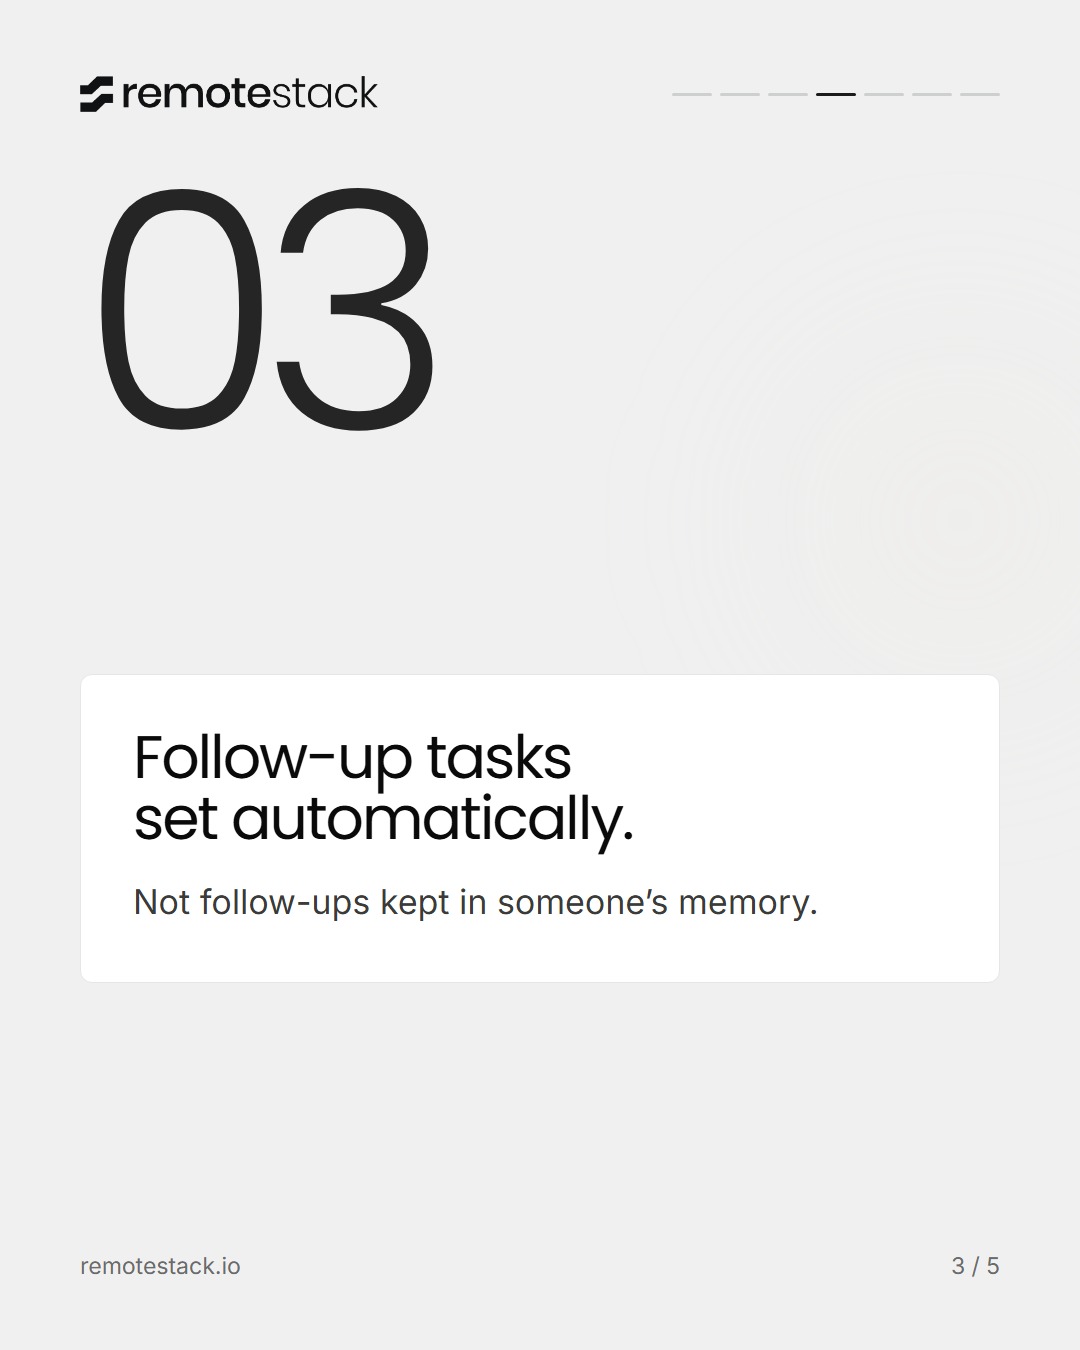 remotestack
03
Follow-up tasks
set automatically.
Not follow-ups kept in someone’s memory.
remotestack.io
3 / 5